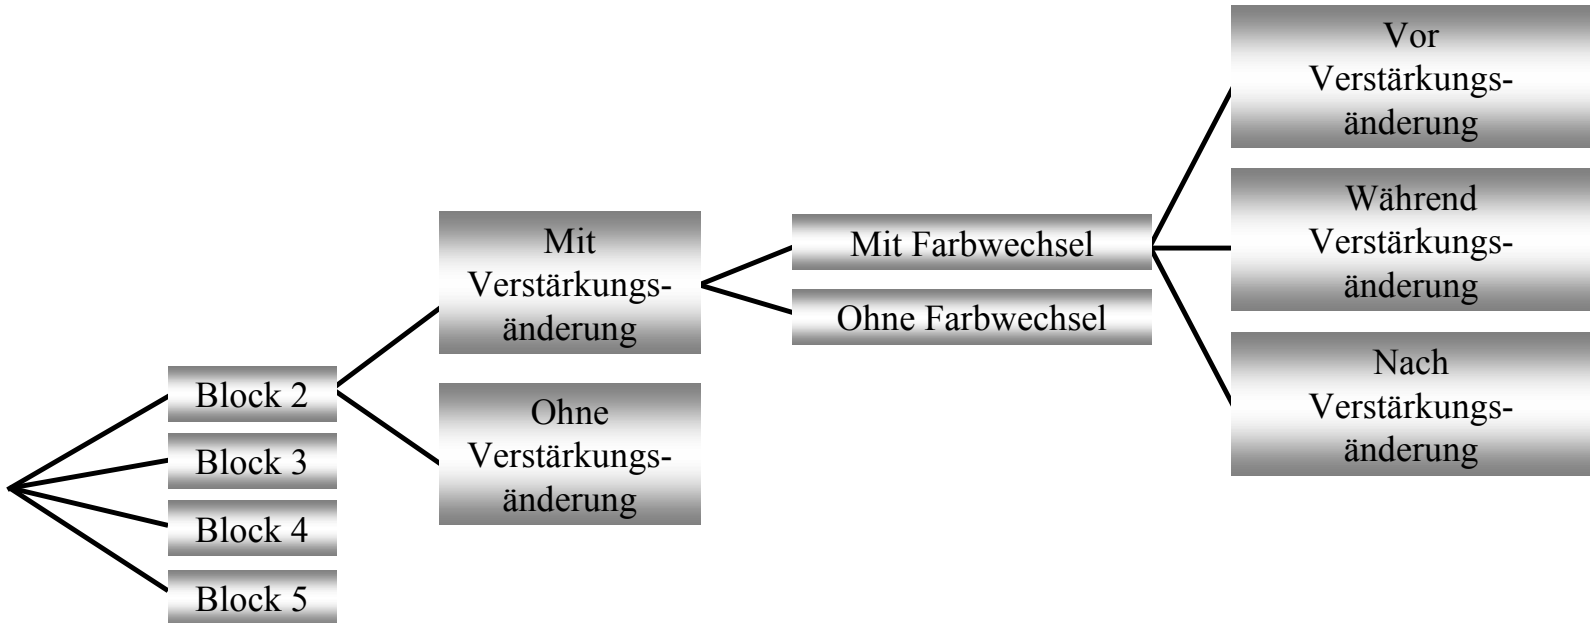 Block 2
Block 3
Block 4
Block 5
Mit
Verstärkungs-
änderung
Ohne
Verstärkungs-
änderung
Mit Farbwechsel
Ohne Farbwechsel
Vor
Verstärkungs-
änderung
Während
Verstärkungs-
änderung
Nach
Verstärkungs-
änderung